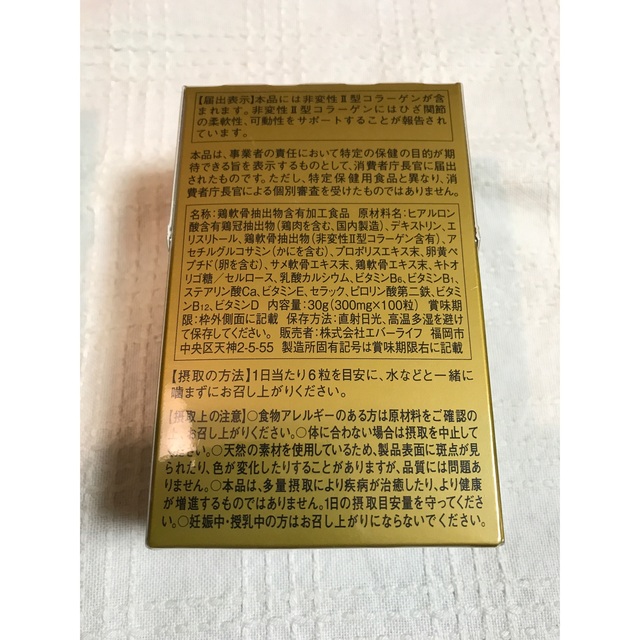 【届出表示】本品には非変性Ⅱ型コラーゲンが含
まれます。非変性Ⅱ型コラーゲンにはひざ関節
の柔軟性、可動性をサポートすることが報告さ
れています。
本品は、事業者の責任において特定の保健の目的が期
待できる旨を表示するものとして、消費者庁長官に届出
されたものです。ただし、特定保健用食品と異なり、消
費者庁長官による個別審査を受けたものではありません。
名称:鶏軟骨抽出物含有加工食品 原材料名:ヒアルロン
酸含有鶏冠抽出物(鶏肉を含む、国内製造)、デキストリン、エ
リスリトール、鶏軟骨抽出物(非変性Ⅱ型コラーゲン含有)、ア
セチルグルコサミン(かにを含む)、プロポリスエキス末、卵黄ペ
プチド(卵を含む)、サメ軟骨エキス末、鶏軟骨エキス末、キトオ
リゴ糖/セルロース、乳酸カルシウム、ビタミンB6、ビタミンB1、
ステアリン酸Ca、ビタミンE、セラック、ピロリン酸第二鉄、ビタミ
ンB12、ビタミンD 内容量:30g(300mg×100粒) 賞味期
限:枠外側面に記載 保存方法:直射日光、高温多湿を避け
て保存してください。 販売者:株式会社エバーライフ 福岡市
中央区天神2-5-55 製造所固有記号は賞味期限右に記載
【摂取の方法】1日当たり6粒を目安に、水などと一緒に
噛まずにお召し上がりください。
【摂取上の注意】○食物アレルギーのある方は原材料をご確認の
上お召し上がりください。○体に合わない場合は摂取を中止して
ください。○天然の素材を使用しているため、製品表面に斑点が見
られたり、色が変化したりすることがありますが、品質には問題あ
りません。○本品は、多量摂取により疾病が治癒したり、より健康
が増進するものではありません。1日の摂取目安量を守ってくださ
い。○妊娠中・授乳中の方はお召し上がりにならないでください。